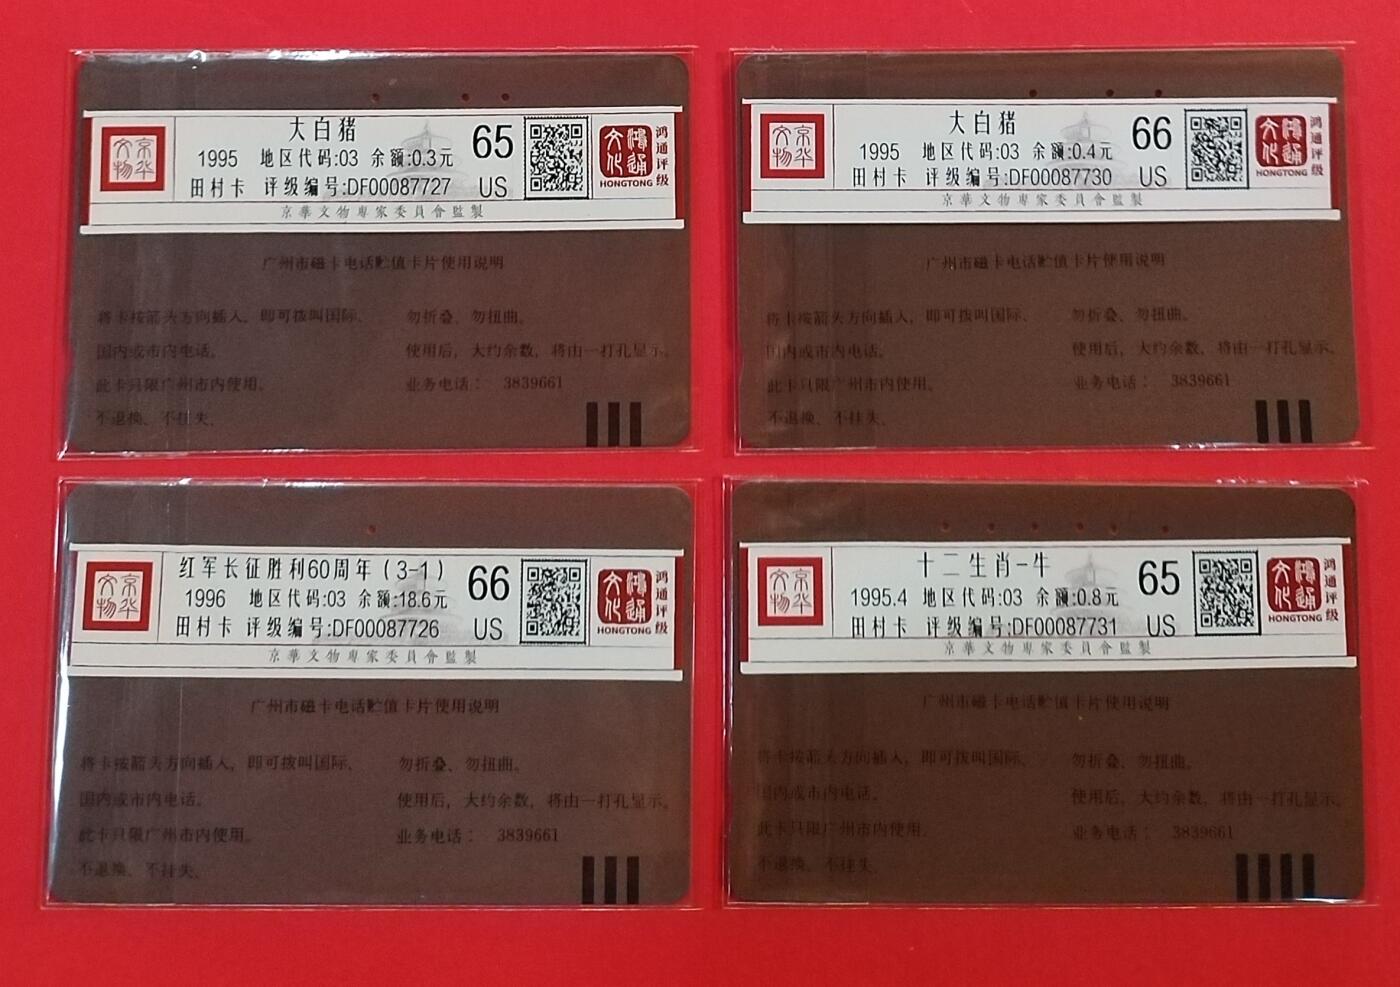 京华文物
大白猪
1995 地区代码:03 余额:0.3元
田村卡 评级编号:DF00087727
65
US
鸿通文化
HONGTONG
鸿通评级
京華文物專家委員會監製
广州市磁卡电话贮值卡片使用说明
将卡按箭头方向插入，即可拨叫国际、
国内或市内电话。
此卡只限广州市内使用。
不退换、不挂失。
勿折叠、勿扭曲。
使用后，大约余数，将由一打孔显示。
业务电话： 3839661
京华文物
大白猪
1995 地区代码:03 余额:0.4元
田村卡 评级编号:DF00087730
66
US
鸿通文化
HONGTONG
鸿通评级
京華文物專家委員會監製
广州市磁卡电话贮值卡片使用说明
将卡按箭头方向插入，即可拨叫国际、
国内或市内电话。
此卡只限广州市内使用。
不退换、不挂失。
勿折叠、勿扭曲。
使用后，大约余数，将由一打孔显示。
业务电话： 3839661
京华文物
红军长征胜利60周年(3-1)
1996 地区代码:03 余额:18.6元
田村卡 评级编号:DF00087726
66
US
鸿通文化
HONGTONG
鸿通评级
京華文物專家委員會監製
广州市磁卡电话贮值卡片使用说明
将卡按箭头方向插入，即可拨叫国际、
国内或市内电话。
此卡只限广州市内使用。
不退换、不挂失。
勿折叠、勿扭曲。
使用后，大约余数，将由一打孔显示。
业务电话： 3839661
京华文物
十二生肖-牛
1995.4 地区代码:03 余额:0.8元
田村卡 评级编号:DF00087731
65
US
鸿通文化
HONGTONG
鸿通评级
京華文物專家委員會監製
广州市磁卡电话贮值卡片使用说明
将卡按箭头方向插入，即可拨叫国际、
国内或市内电话。
此卡只限广州市内使用。
不退换、不挂失。
勿折叠、勿扭曲。
使用后，大约余数，将由一打孔显示。
业务电话： 3839661